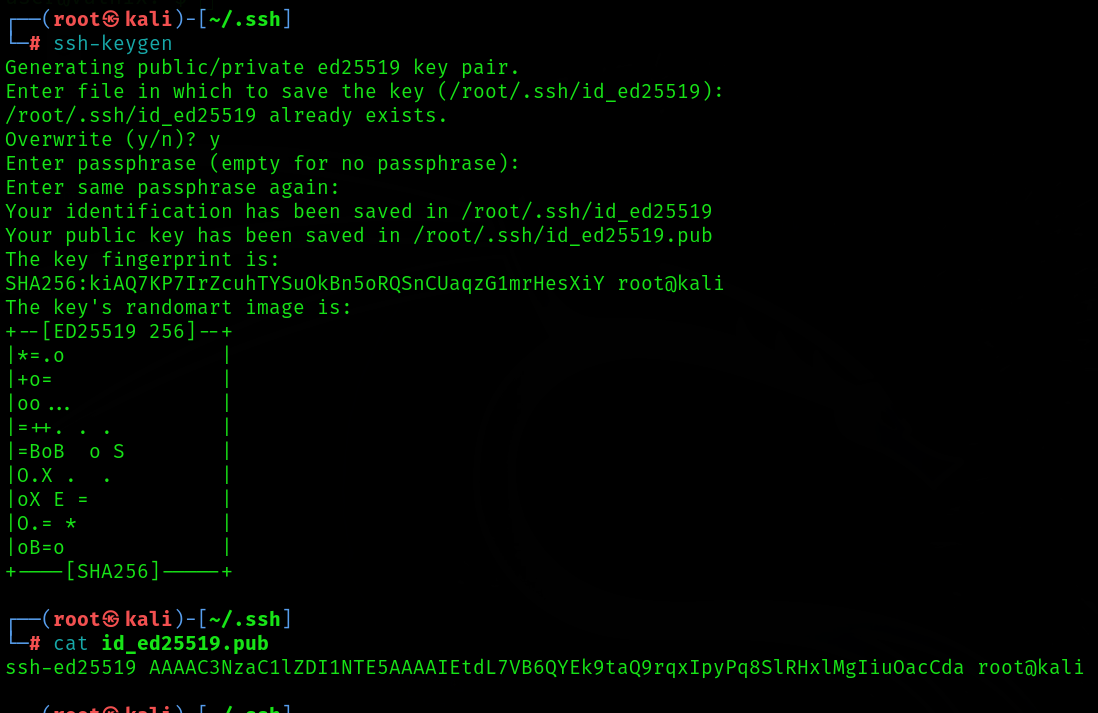 ┌──(root㉿kali)-[~/.ssh]
└─# ssh-keygen
Generating public/private ed25519 key pair.
Enter file in which to save the key (/root/.ssh/id_ed25519):
/root/.ssh/id_ed25519 already exists.
Overwrite (y/n)? y
Enter passphrase (empty for no passphrase):
Enter same passphrase again:
Your identification has been saved in /root/.ssh/id_ed25519
Your public key has been saved in /root/.ssh/id_ed25519.pub
The key fingerprint is:
SHA256:kiAQ7KP7IrZcuhTYSuOkBn5oRQSnCUaqzG1mrHesXiY root@kali
The key's randomart image is:
+--[ED25519 256]--+
|*=.o             |
|+o=              |
|oo ...           |
|=++. . .         |
|=BoB  o S        |
|O.X .  .         |
|oX E =           |
|O.= *            |
|oB=o             |
+----[SHA256]-----+
┌──(root㉿kali)-[~/.ssh]
└─# cat id_ed25519.pub
ssh-ed25519 AAAAC3NzaC1lZDI1NTE5AAAAIEtdL7VB6QYEk9taQ9rqxIpyPq8SlRHxlMgIiuOacCda root@kali
┌──(root㉿kali)-[~/.ssh]